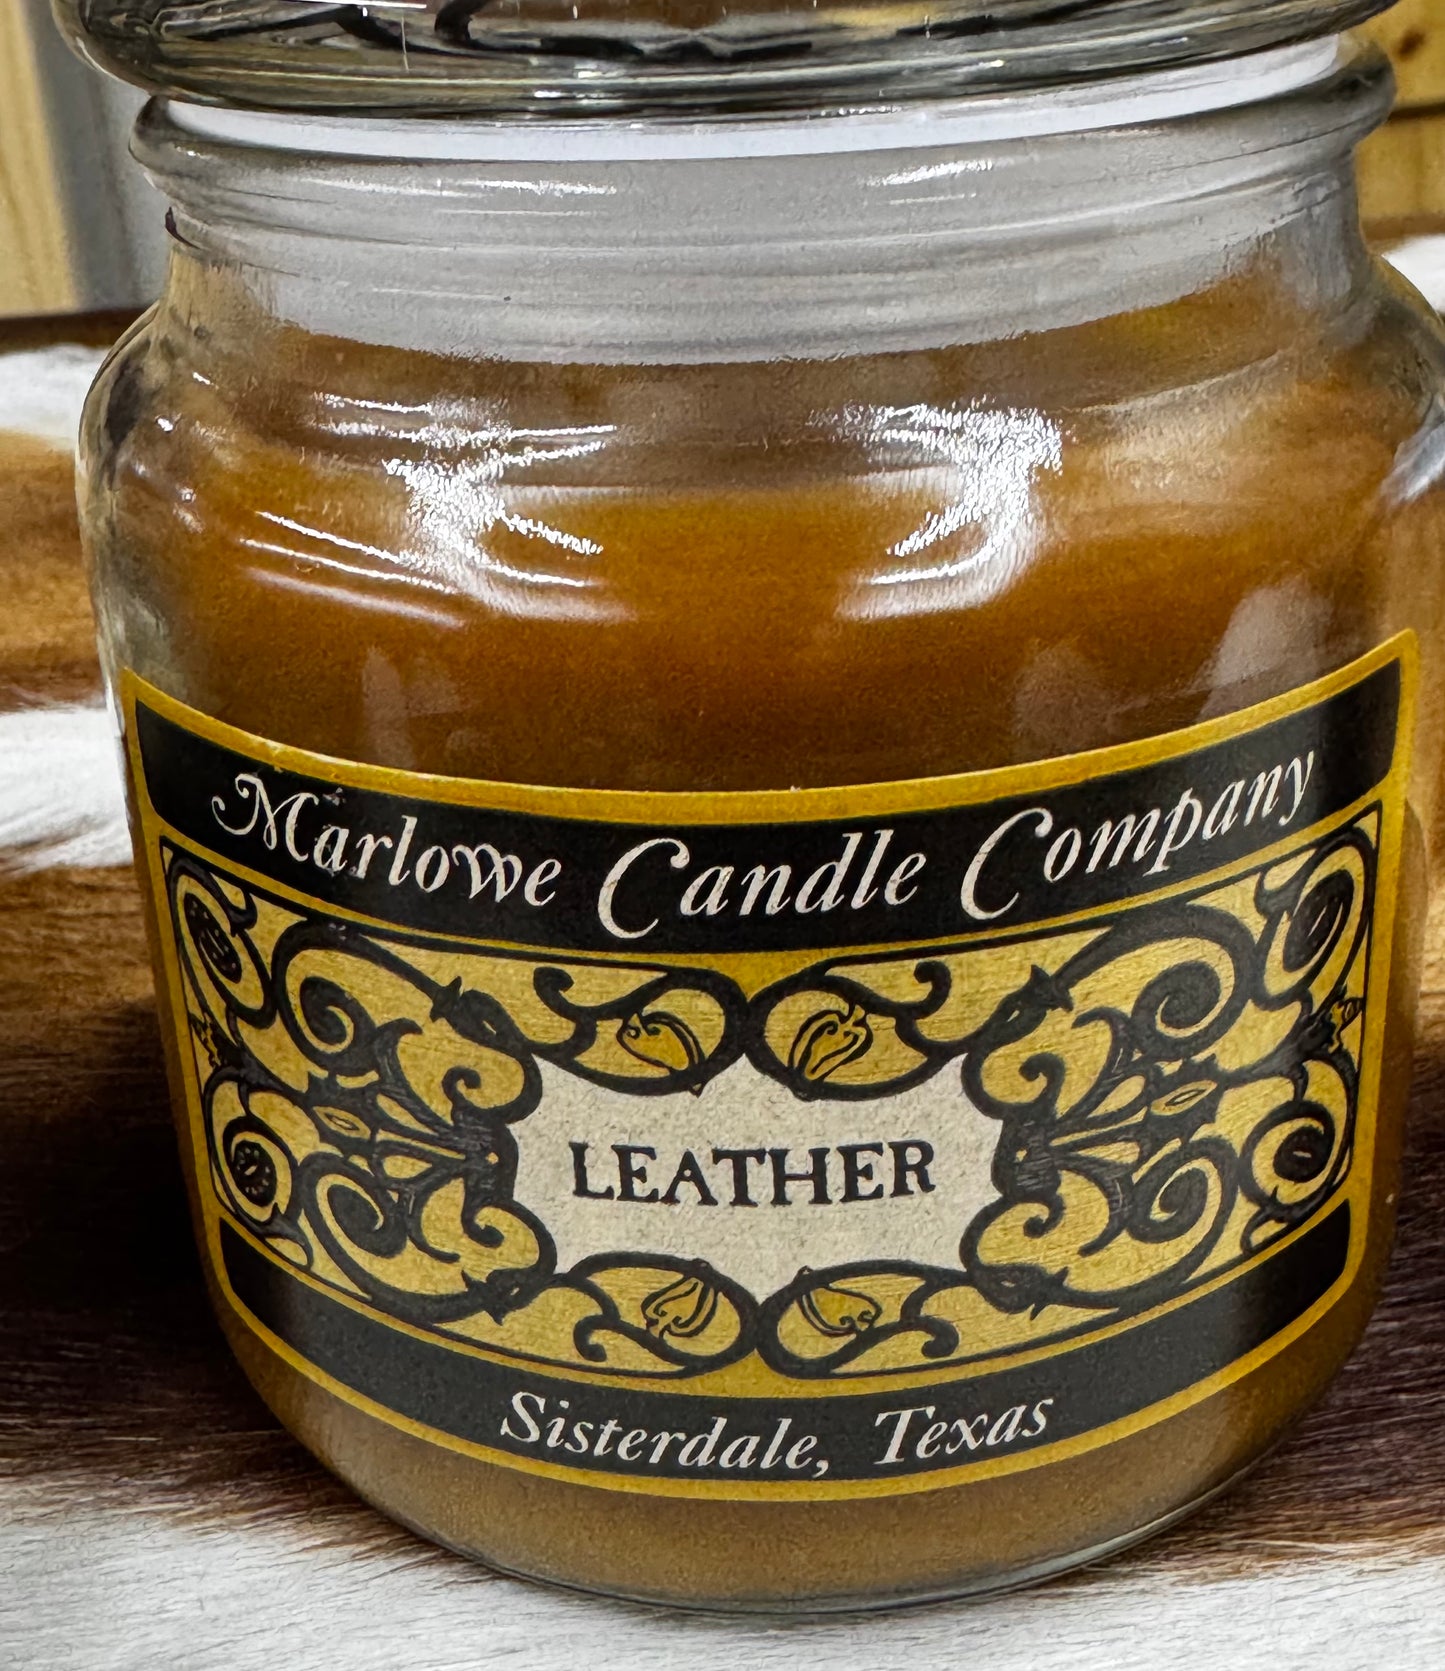 Marlowe Candle Company
LEATHER
Sisterdale, Texas